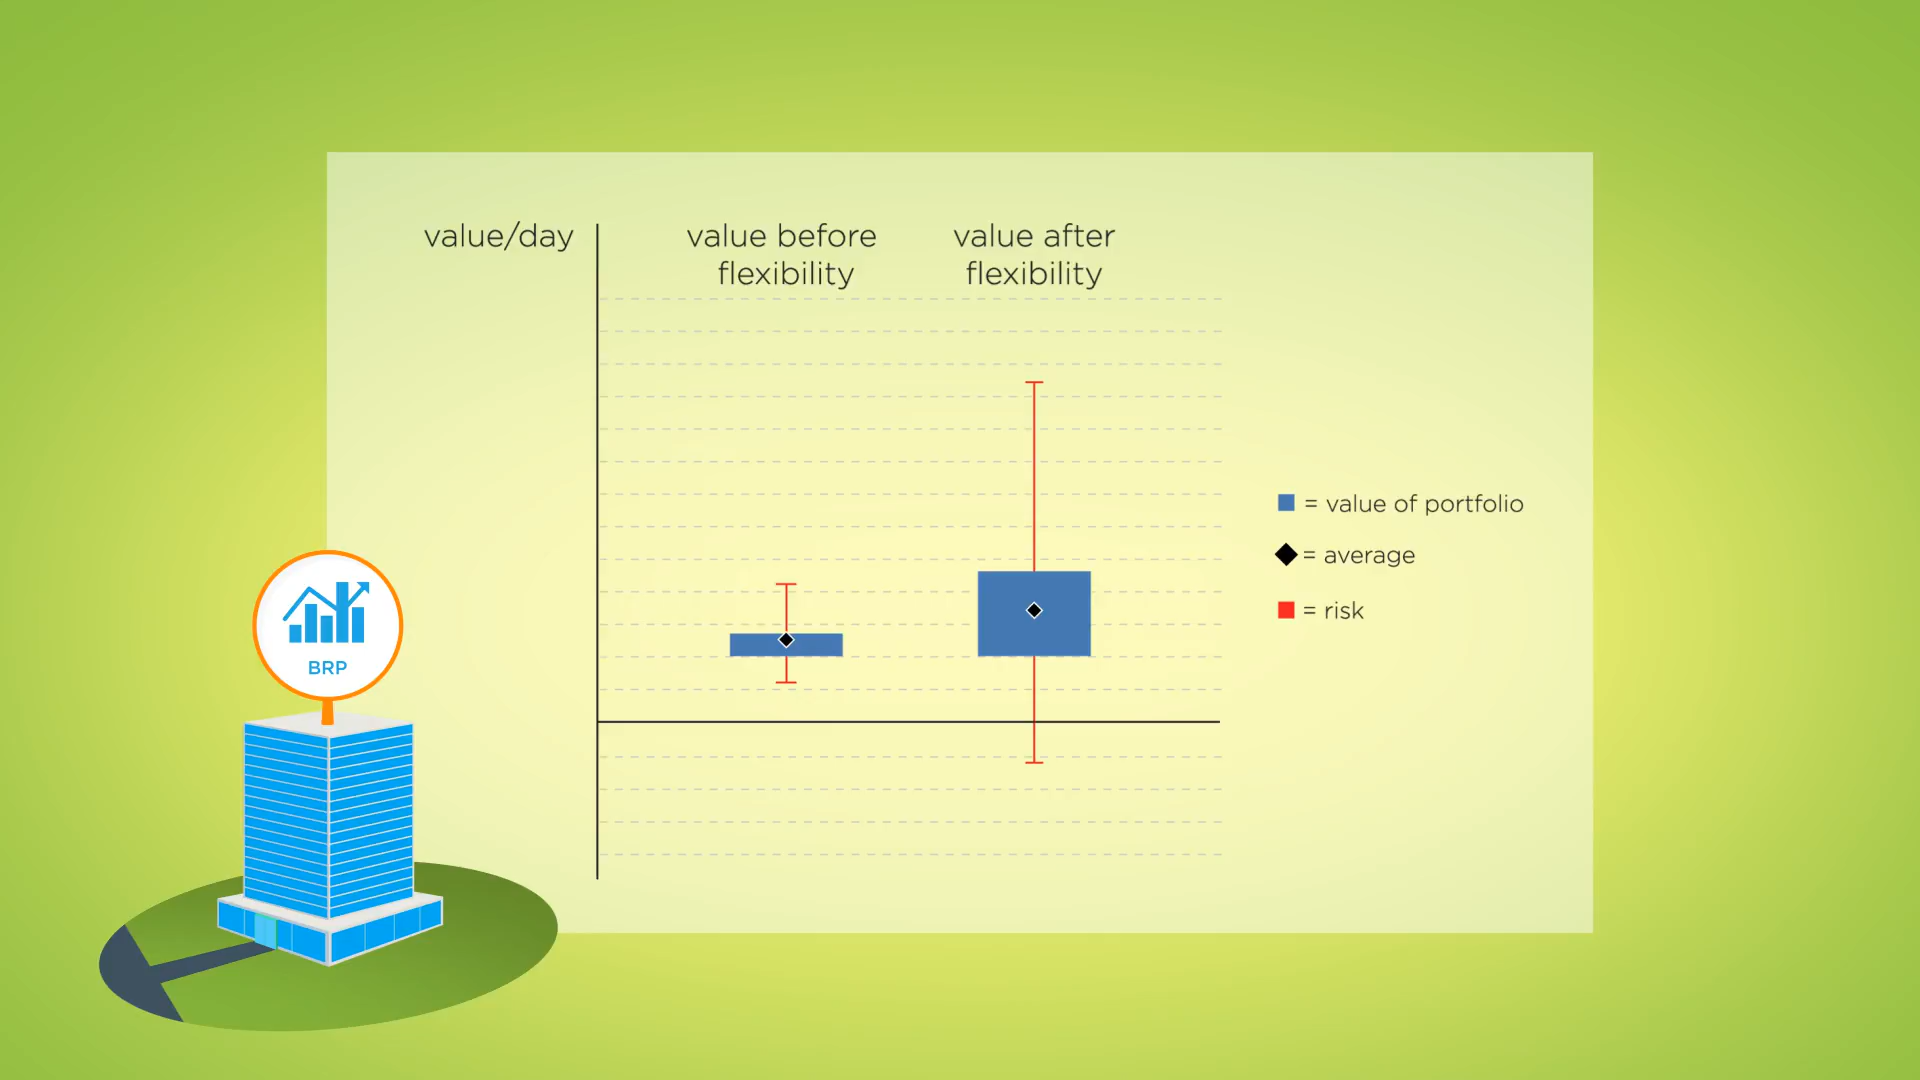 value/day
value before
flexibility
value after
flexibility
= value of portfolio
= average
= risk
BRP